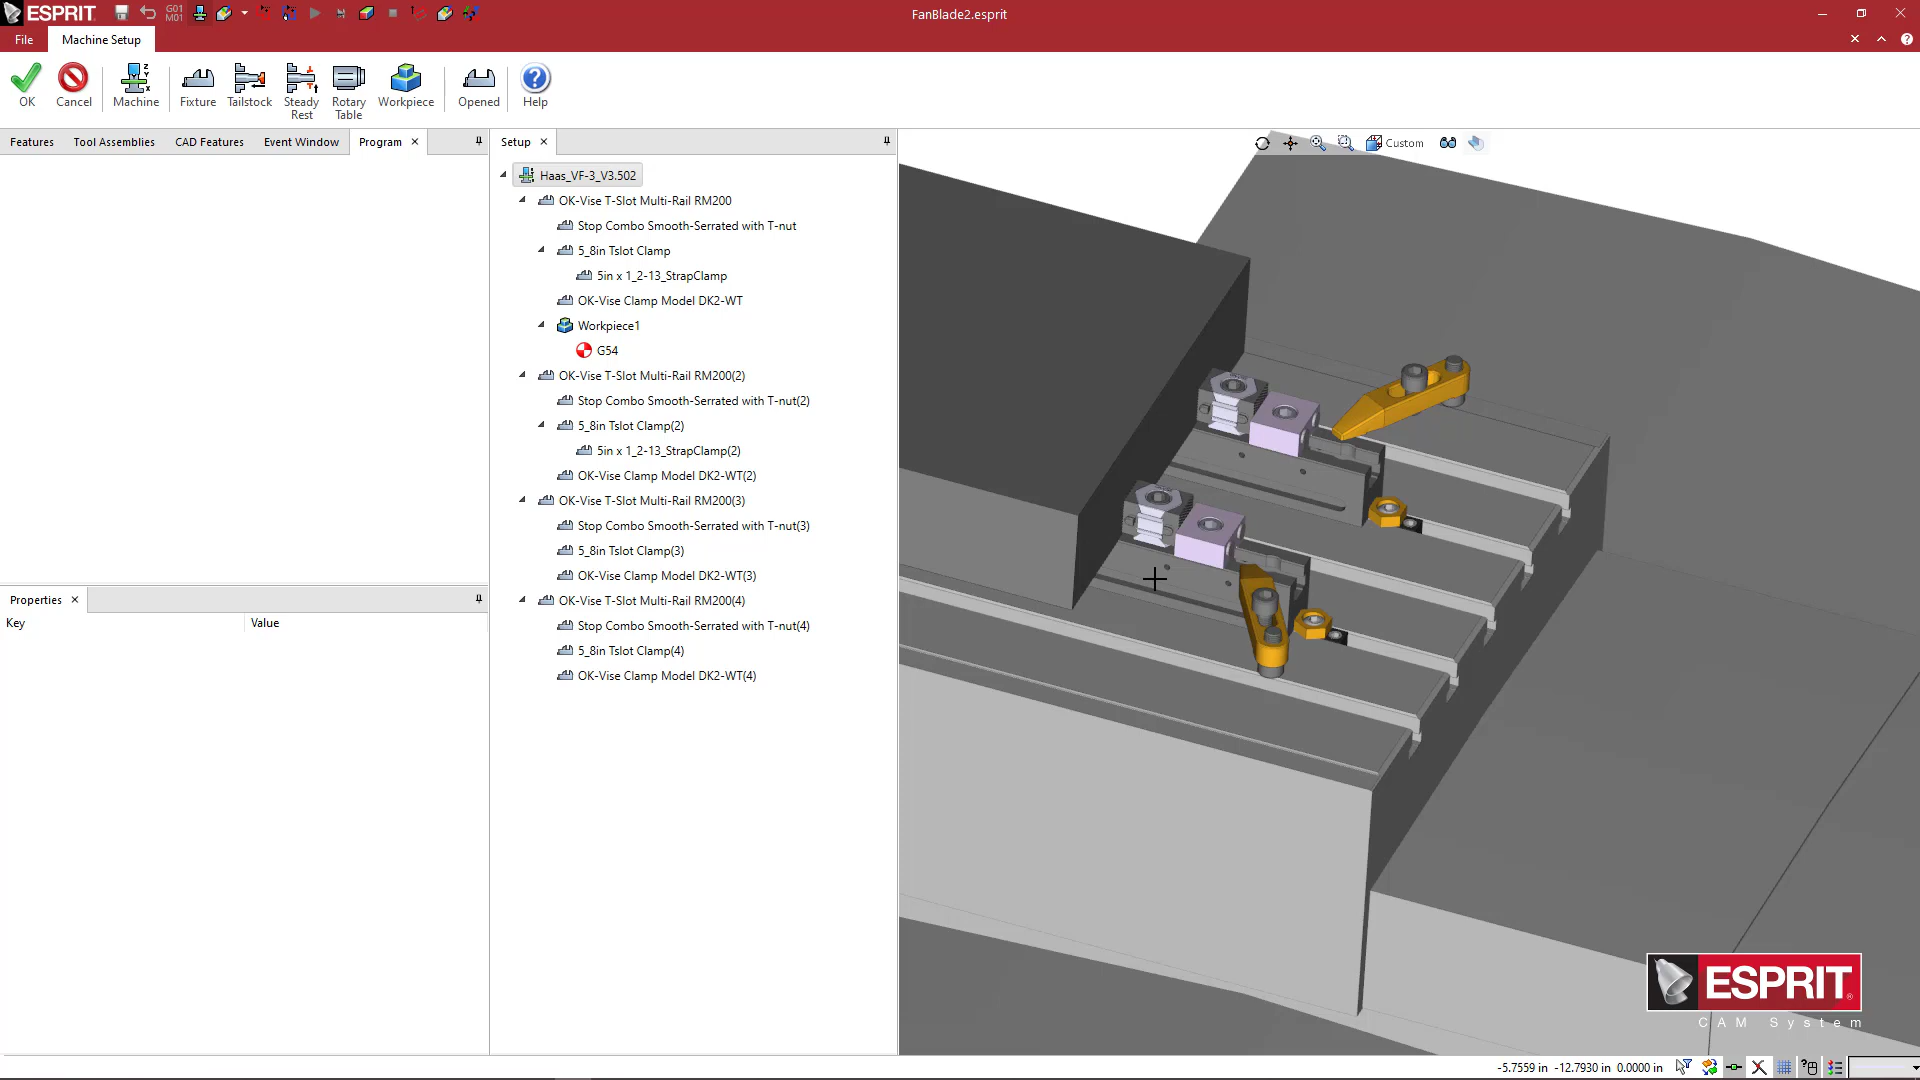 ESPRIT G01 M01 FanBlade2.esprit
File Machine Setup
OK Cancel Machine Fixture Tailstock Steady Rest Rotary Table Workpiece Opened Help
Features Tool Assemblies CAD Features Event Window Program Setup Custom
Haas_VF-3_V3.502
OK-Vise T-Slot Multi-Rail RM200
Stop Combo Smooth-Serrated with T-nut
5_8in Tslot Clamp
5in x 1_2-13_StrapClamp
OK-Vise Clamp Model DK2-WT
Workpiece1
G54
OK-Vise T-Slot Multi-Rail RM200(2)
Stop Combo Smooth-Serrated with T-nut(2)
5_8in Tslot Clamp(2)
5in x 1_2-13_StrapClamp(2)
OK-Vise Clamp Model DK2-WT(2)
OK-Vise T-Slot Multi-Rail RM200(3)
Stop Combo Smooth-Serrated with T-nut(3)
5_8in Tslot Clamp(3)
OK-Vise Clamp Model DK2-WT(3)
OK-Vise T-Slot Multi-Rail RM200(4)
Stop Combo Smooth-Serrated with T-nut(4)
5_8in Tslot Clamp(4)
OK-Vise Clamp Model DK2-WT(4)
Properties
Key Value
ESPRIT®
CAM System
-5.7559 in -12.7930 in 0.0000 in